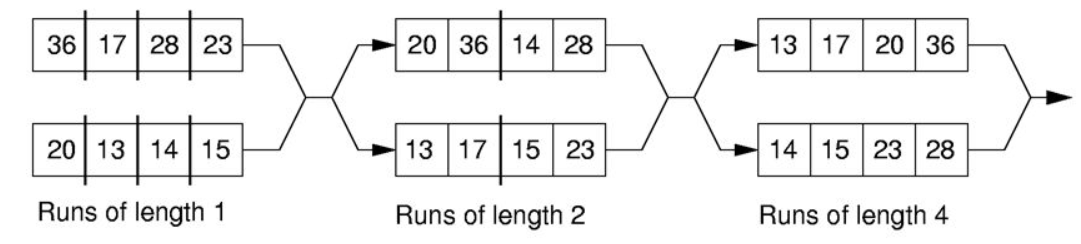 36 17 28 23
20 36 14 28
13 17 20 36
20 13 14 15
13 17 15 23
14 15 23 28
Runs of length 1
Runs of length 2
Runs of length 4